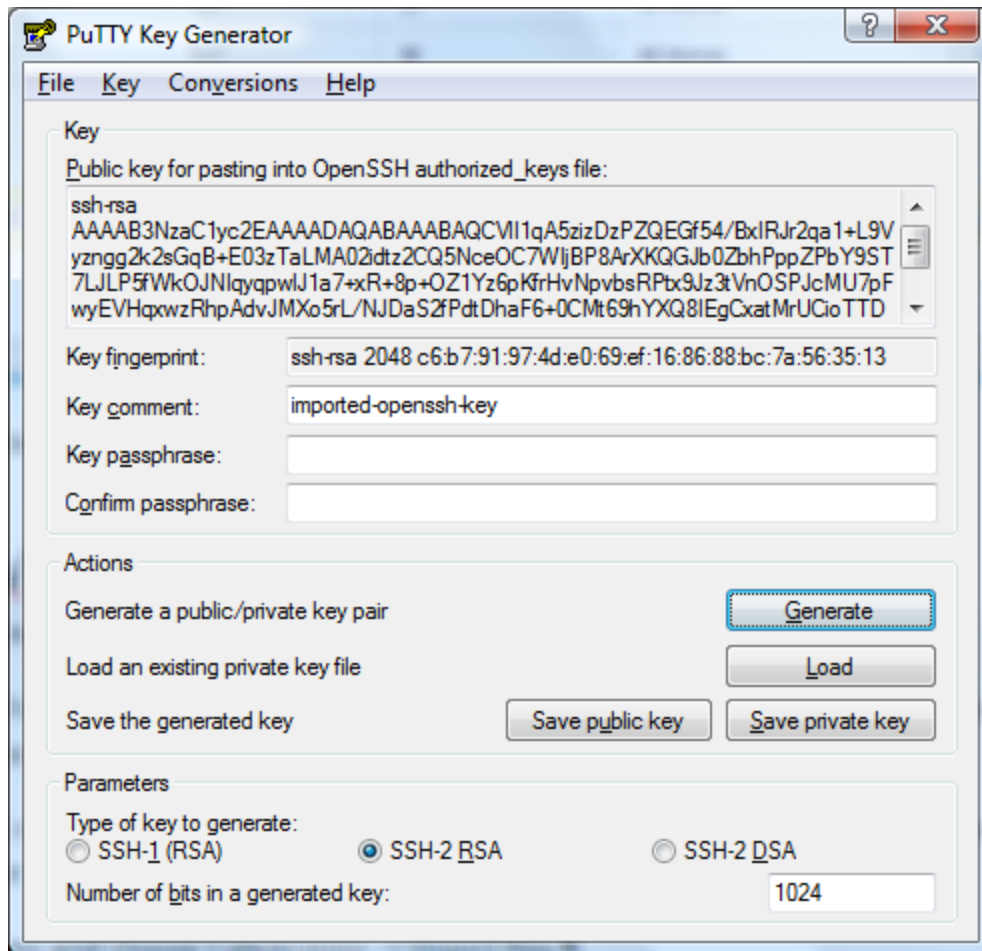 PuTTY Key Generator
File Key Conversions Help
Key
Public key for pasting into OpenSSH authorized_keys file:
ssh-rsa
AAAAB3NzaC1yc2EAAAADAQABAAABAQCVlI1qA5zizDzPZQEGf54/BxIRJr2qa1+L9V
yzngg2k2sGqB+E03zTaLMA02idtz2CQ5NceOC7WIjBP8ArXKQGJb0ZbhPppZPbY9ST
7LJLP5fWkOJNlqyqpwIJ1a7+xR+8p+OZ1Yz6pKfrHvNpvbsRPtx9Jz3tVnOSPJcMU7pF
wyEVHqxwzRhpAdvJMXo5rL/NJDaS2fPdtDhaF6+0CMt69hYXQ8IEgCxatMrUCioTTD
Key fingerprint: ssh-rsa 2048 c6:b7:91:97:4d:e0:69:ef:16:86:88:bc:7a:56:35:13
Key comment: imported-openssh-key
Key passphrase:
Confirm passphrase:
Actions
Generate a public/private key pair Generate
Load an existing private key file Load
Save the generated key Save public key Save private key
Parameters
Type of key to generate:
SSH-1 (RSA) SSH-2 RSA SSH-2 DSA
Number of bits in a generated key: 1024